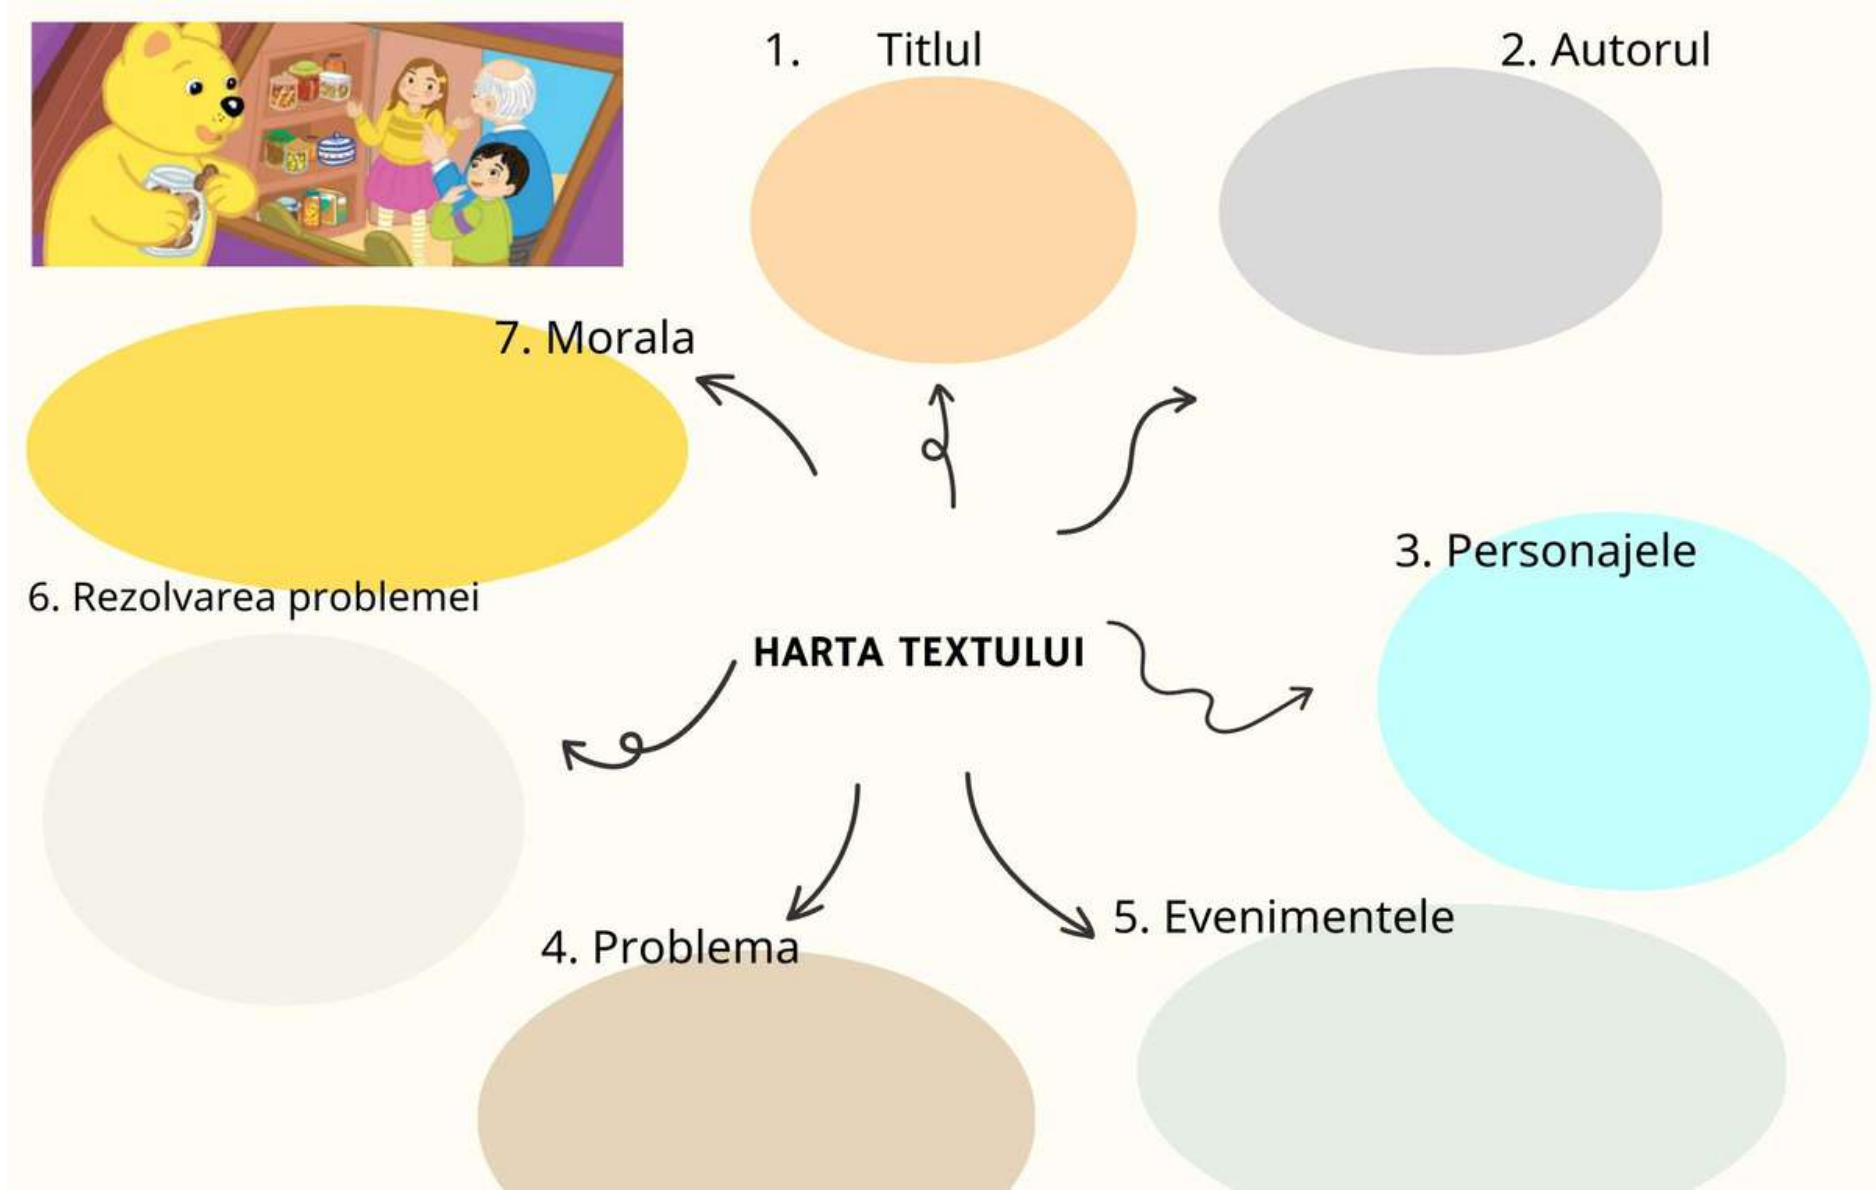 1. Titlul
2. Autorul
7. Morala
3. Personajele
6. Rezolvarea problemei
HARTA TEXTULUI
5. Evenimentele
4. Problema